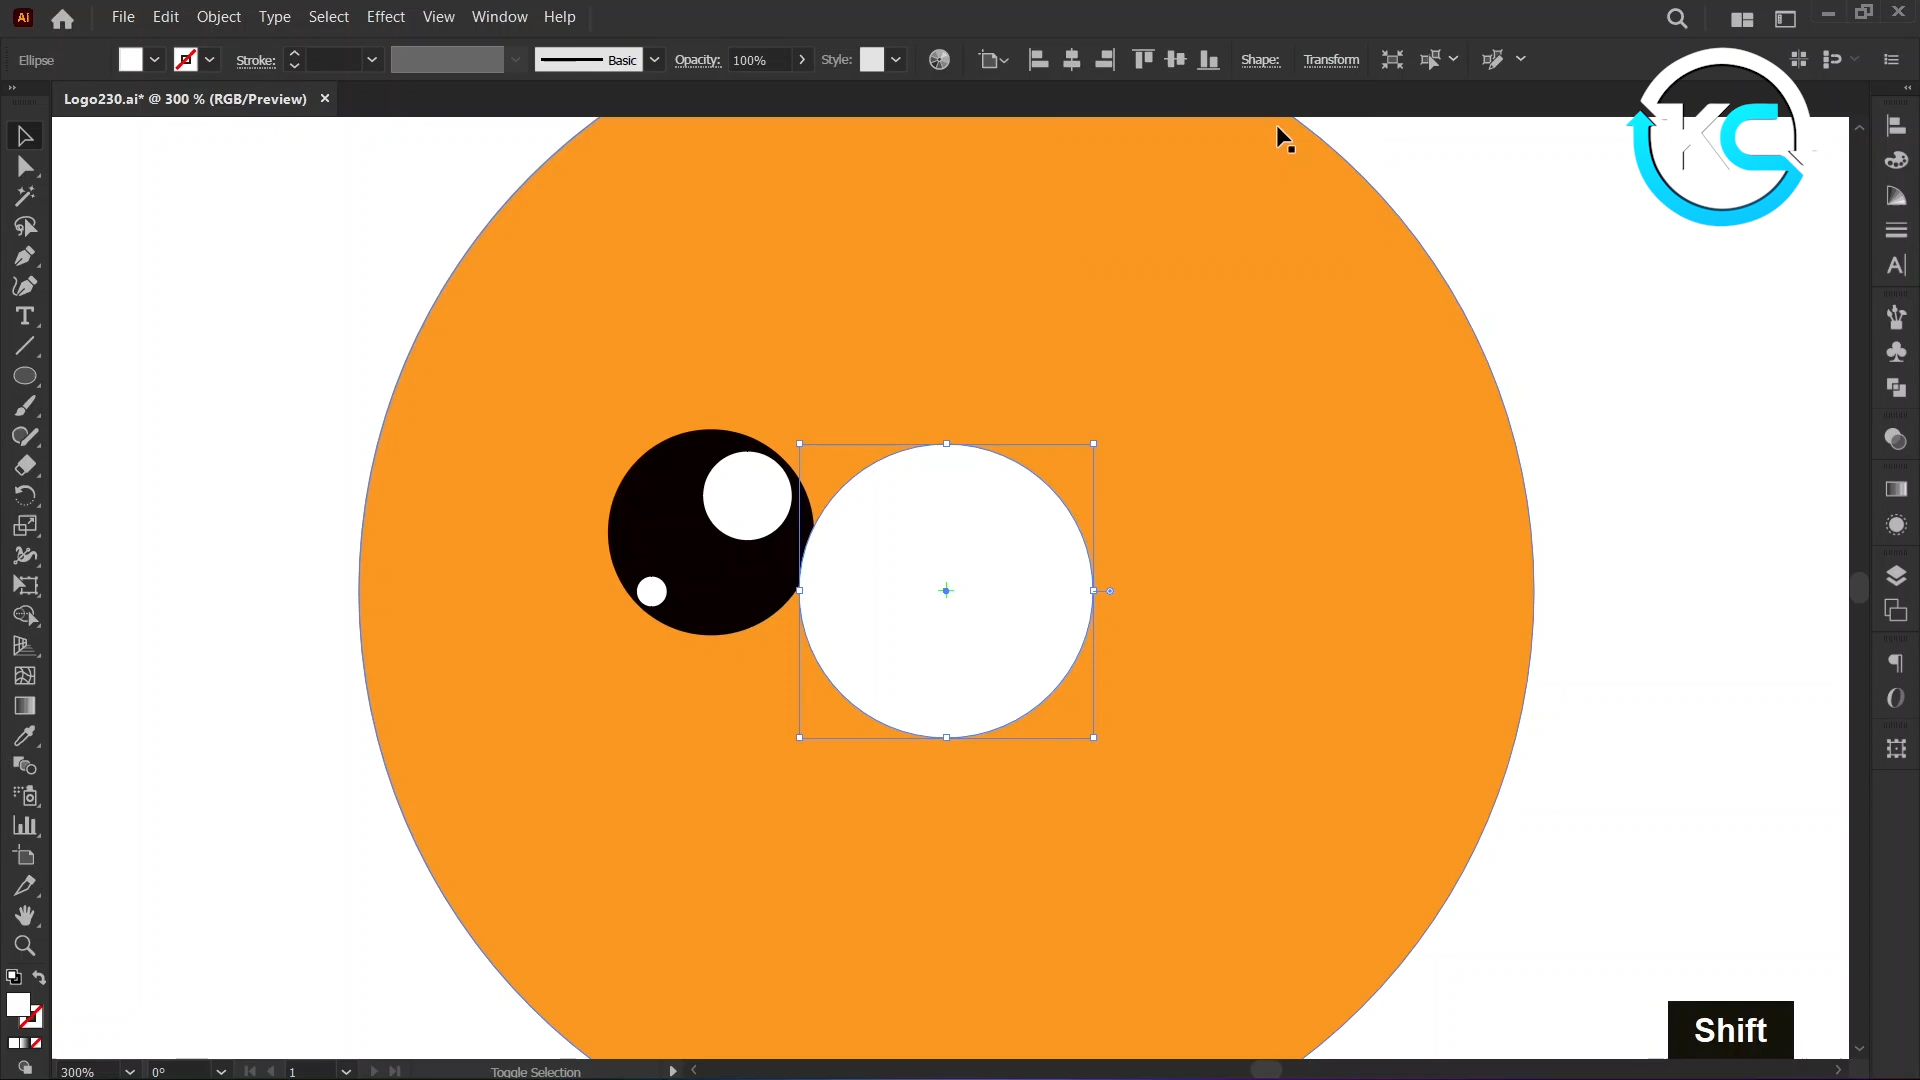 Ai File Edit Object Type Select Effect View Window Help
Ellipse Stroke: Basic Opacity: 100% Style: Shape: Transform
Logo230.ai* @ 300 % (RGB/Preview) ×
KC
Shift
300% 0° 1 Toggle Selection